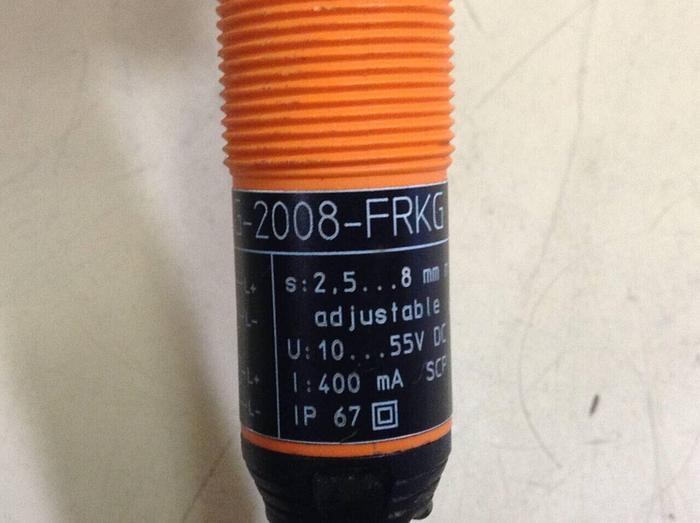 -2008-FRKG
s:2,5...8 mm
adjustable
U:10...55V DC
I:400 mA SCP
IP 67
L+
L-
L+
L-